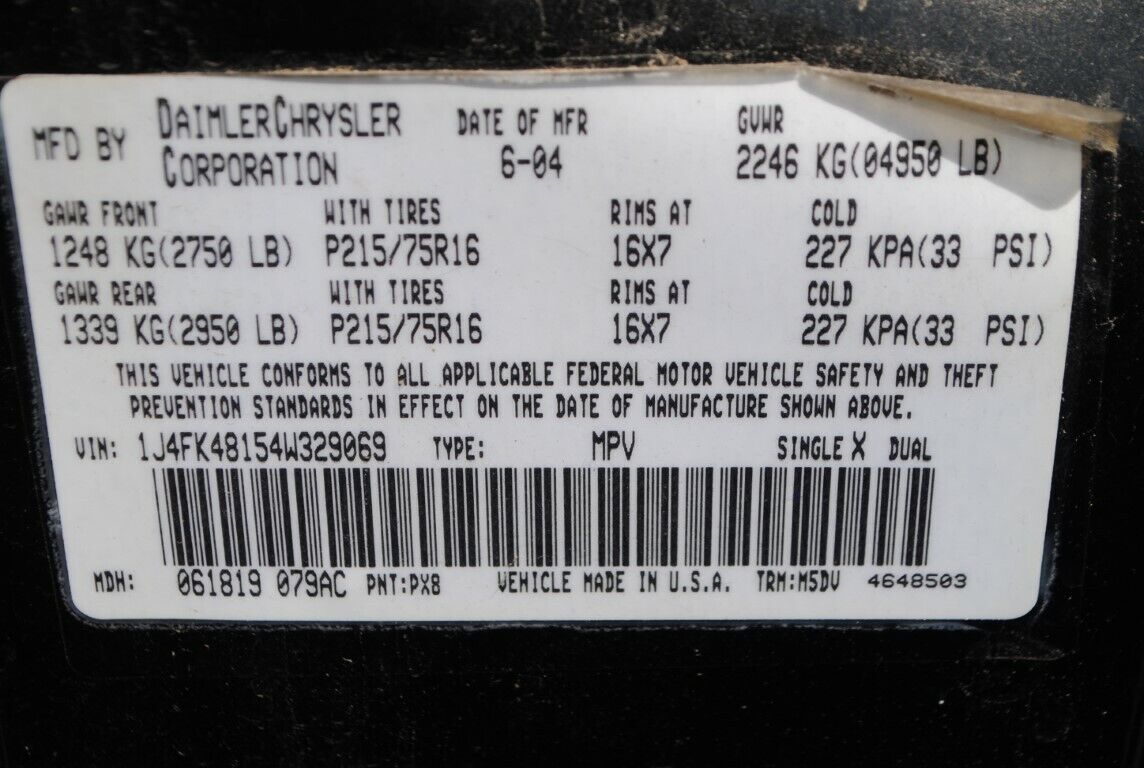 MFD BY DAIMLERCHRYSLER CORPORATION DATE OF MFR 6-04 GVWR 2246 KG(04950 LB)
GAWR FRONT WITH TIRES RIMS AT COLD
1248 KG(2750 LB) P215/75R16 16X7 227 KPA(33 PSI)
GAWR REAR WITH TIRES RIMS AT COLD
1339 KG(2950 LB) P215/75R16 16X7 227 KPA(33 PSI)
THIS VEHICLE CONFORMS TO ALL APPLICABLE FEDERAL MOTOR VEHICLE SAFETY AND THEFT
PREVENTION STANDARDS IN EFFECT ON THE DATE OF MANUFACTURE SHOWN ABOVE.
VIN: 1J4FK48154W329069 TYPE: MPV SINGLE X DUAL
MDH: 061819 079AC PNT:PX8 VEHICLE MADE IN U.S.A. TRM:M5DV 4648503